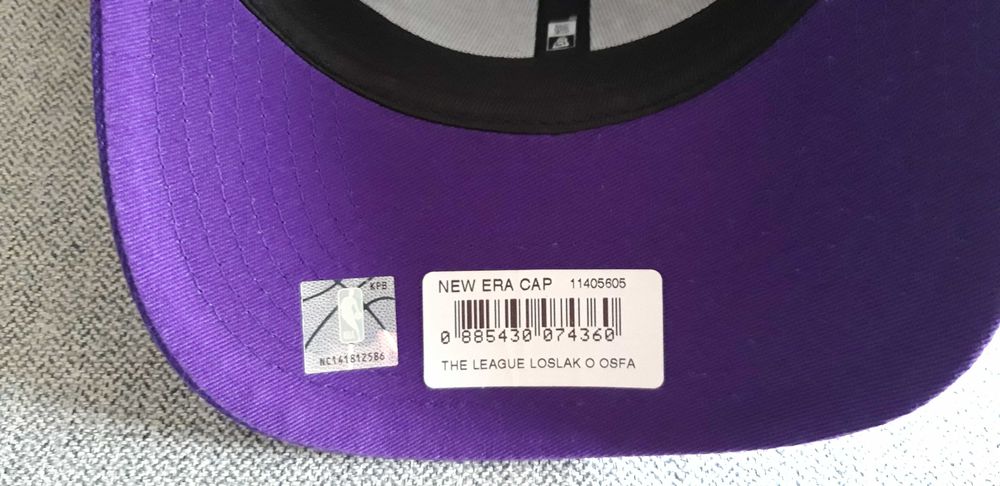 KPB
NC141812586
NEW ERA CAP 11405605
0 885430 074360
THE LEAGUE LOSLAK O OSFA